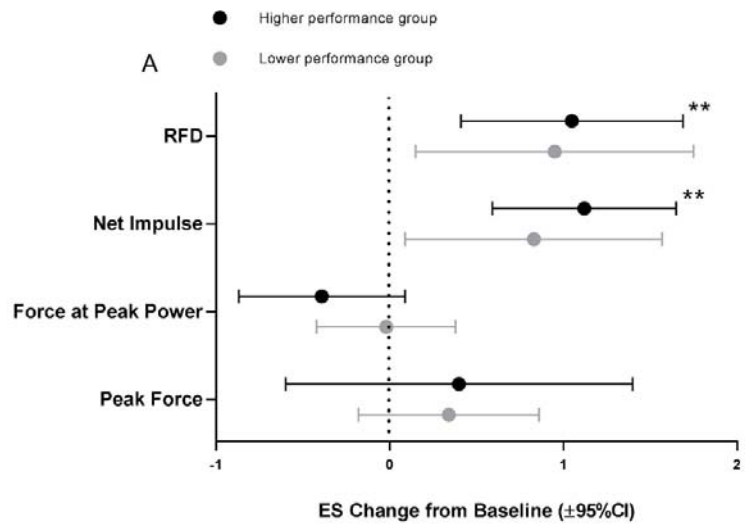 Higher performance group
A
Lower performance group
**
RFD
**
Net Impulse
Force at Peak Power
Peak Force
-1 0 1 2
ES Change from Baseline (±95%CI)